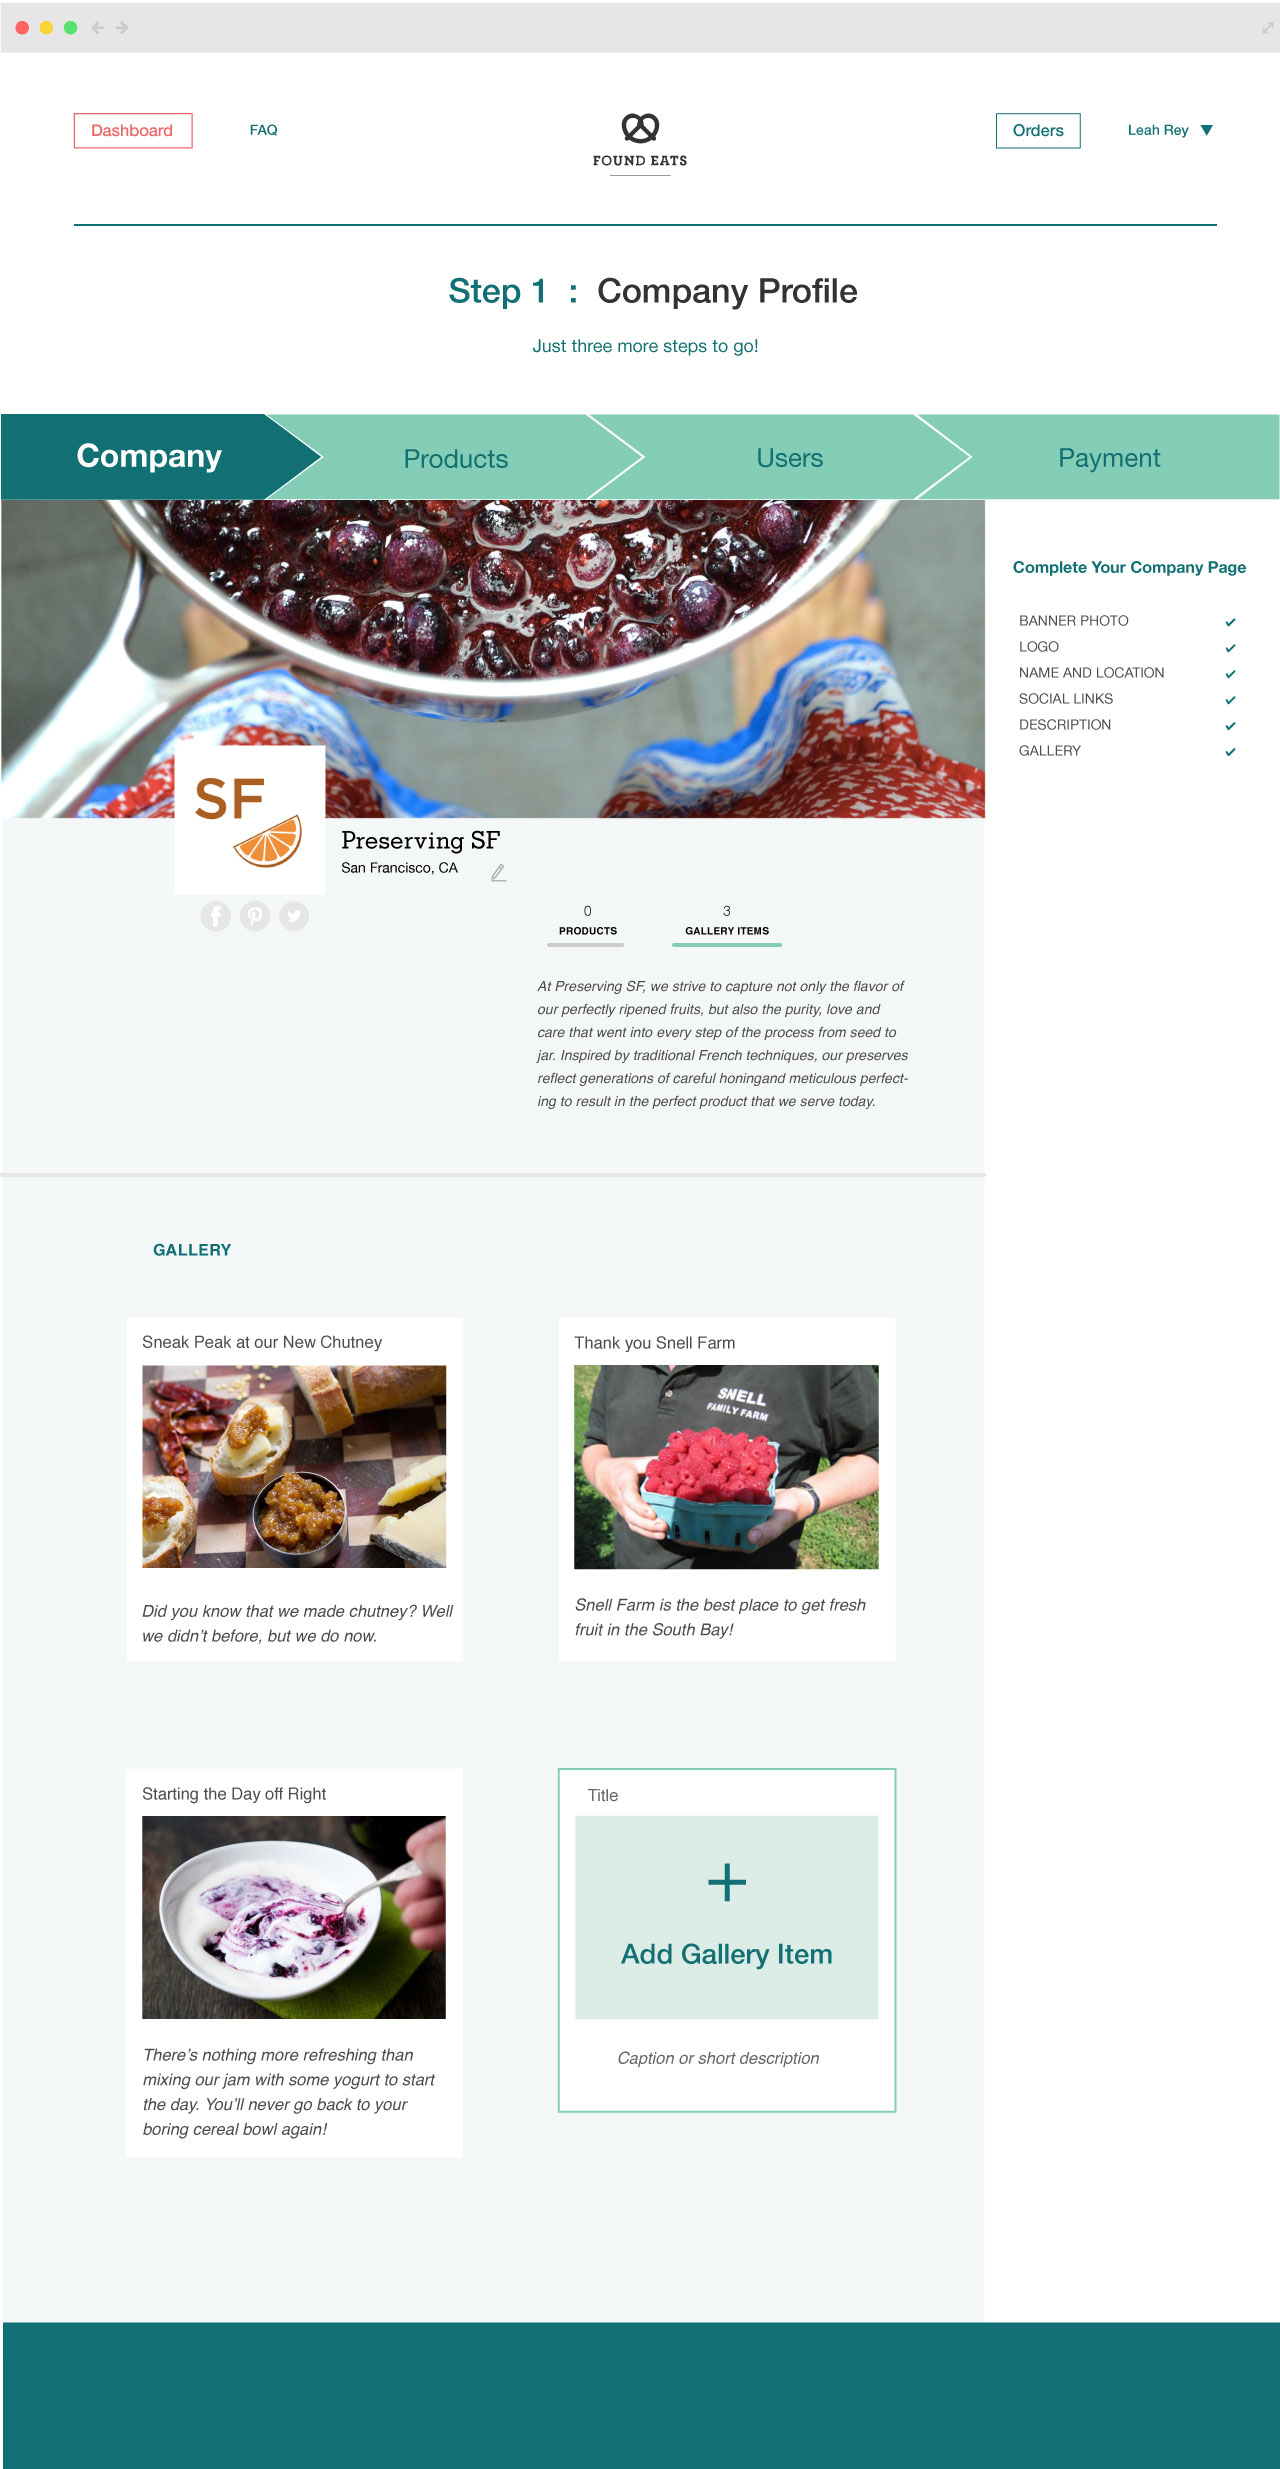 Dashboard
FAQ
FOUND EATS
Orders
Leah Rey
Step 1 : Company Profile
Just three more steps to go!
Company
Products
Users
Payment
Complete Your Company Page
BANNER PHOTO
LOGO
NAME AND LOCATION
SOCIAL LINKS
DESCRIPTION
GALLERY
SF
Preserving SF
San Francisco, CA
0
PRODUCTS
3
GALLERY ITEMS
At Preserving SF, we strive to capture not only the flavor of
our perfectly ripened fruits, but also the purity, love and
care that went into every step of the process from seed to
jar. Inspired by traditional French techniques, our preserves
reflect generations of careful honingand meticulous perfect-
ing to result in the perfect product that we serve today.
GALLERY
Sneak Peak at our New Chutney
Did you know that we made chutney? Well
we didn't before, but we do now.
Thank you Snell Farm
SNELL
FAMILY FARM
Snell Farm is the best place to get fresh
fruit in the South Bay!
Starting the Day off Right
There's nothing more refreshing than
mixing our jam with some yogurt to start
the day. You'll never go back to your
boring cereal bowl again!
Title
Add Gallery Item
Caption or short description